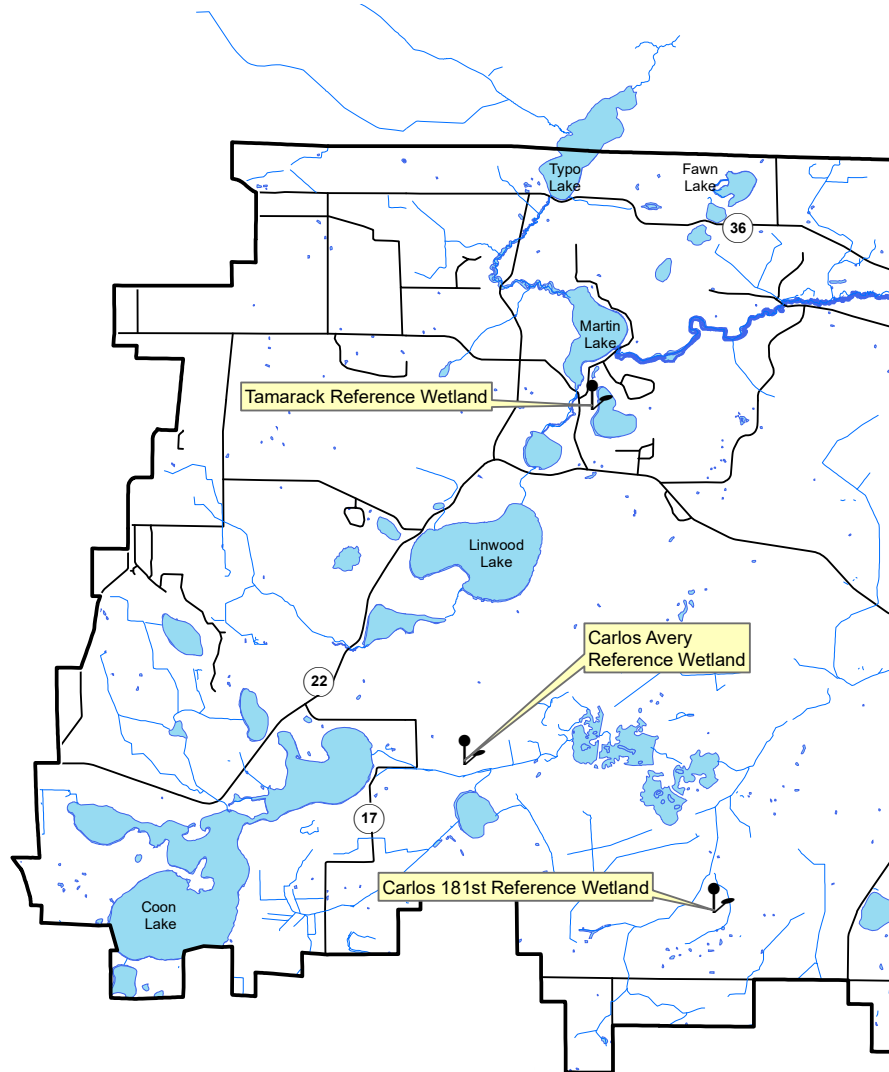 Typo
Lake
Fawn
Lake
36
Martin
Lake
Tamarack Reference Wetland
Linwood
Lake
Carlos Avery
Reference Wetland
22
17
Carlos 181st Reference Wetland
Coon
Lake